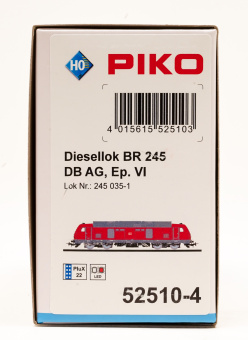 H0 PIKO
4 015615 525103
Diesellok BR 245
DB AG, Ep. VI
Lok Nr.: 245 035-1
PluX
22
LED
52510-4